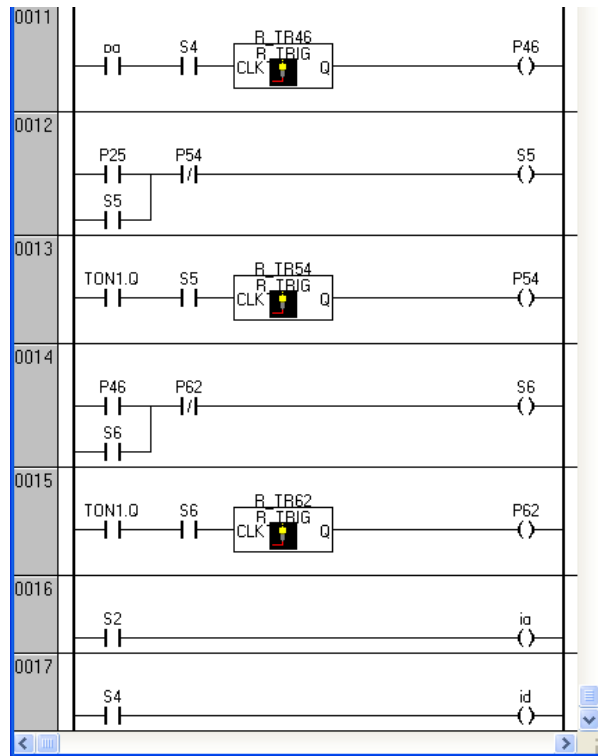 0011
pa S4 R_TR46 P46
R_TRIG
CLK Q
0012
P25 P54 S5
S5
0013
TON1.Q S5 R_TR54 P54
R_TRIG
CLK Q
0014
P46 P62 S6
S6
0015
TON1.Q S6 R_TR62 P62
R_TRIG
CLK Q
0016
S2 ia
0017
S4 id